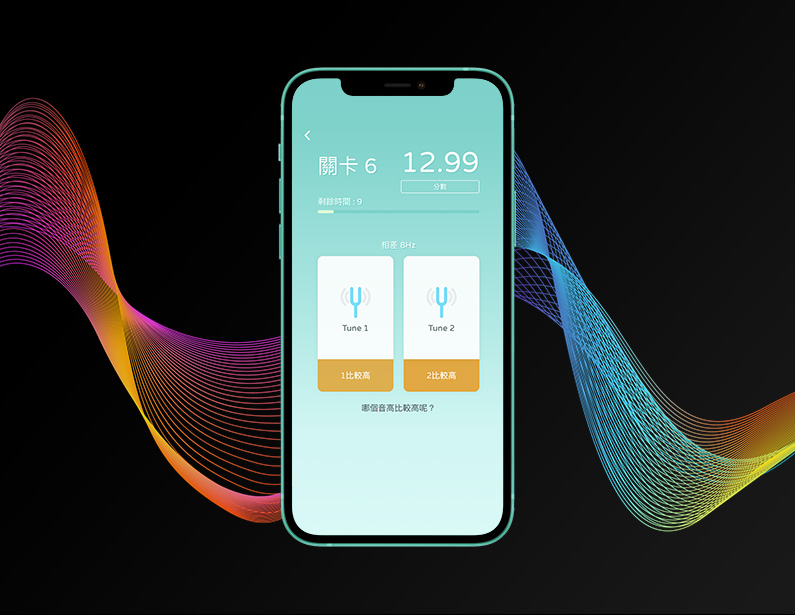 關卡 6
12.99
分數
剩餘時間 : 9
相差 8Hz
Tune 1
Tune 2
1比較高
2比較高
哪個音高比較高呢？